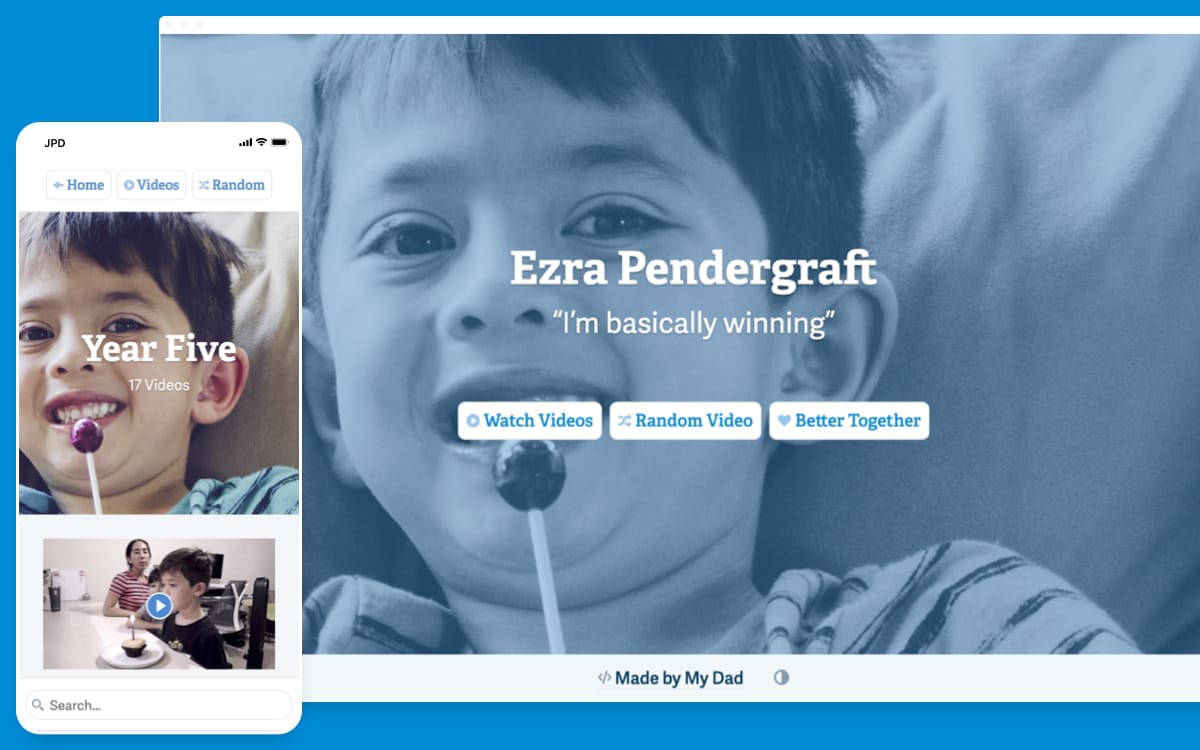 JPD
Home Videos Random
Year Five
17 Videos
Search...
Ezra Pendergraft
“I’m basically winning”
Watch Videos Random Video Better Together
Made by My Dad